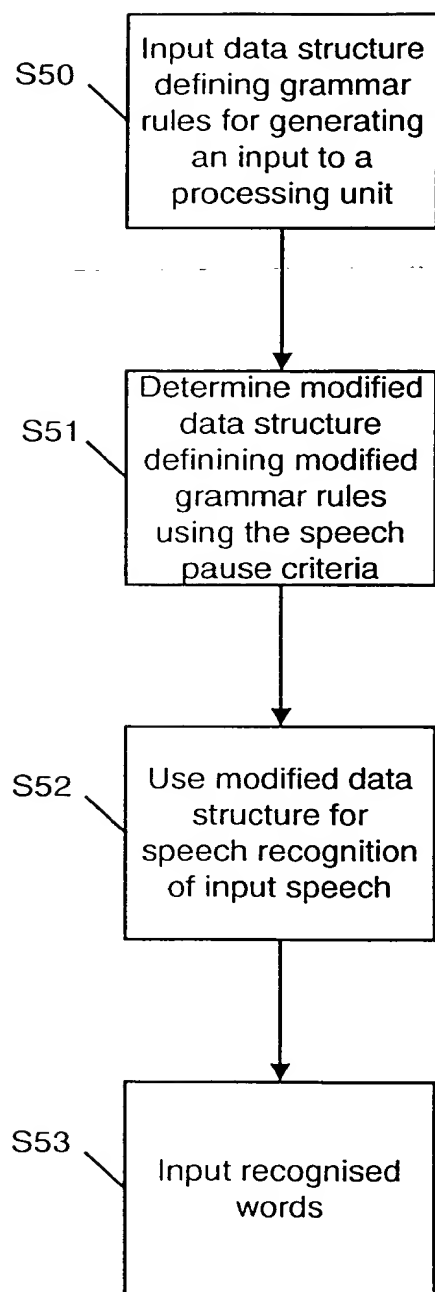 S50
Input data structure
defining grammar
rules for generating
an input to a
processing unit
S51
Determine modified
data structure
definining modified
grammar rules
using the speech
pause criteria
S52
Use modified data
structure for
speech recognition
of input speech
S53
Input recognised
words